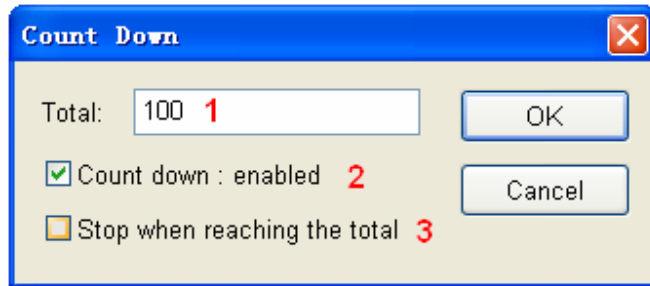 Count Down
Total: 100 1
OK
Count down : enabled 2
Cancel
Stop when reaching the total 3